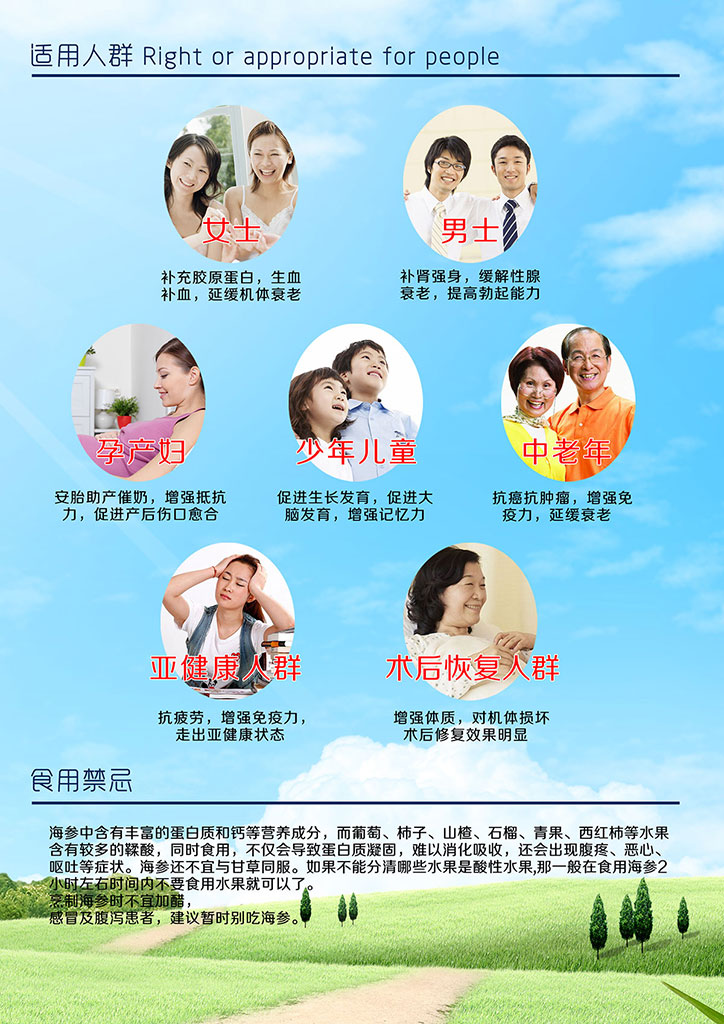 适用人群 Right or appropriate for people
女士
男士
补充胶原蛋白，生血
补血，延缓机体衰老
补肾强身，缓解性腺
衰老，提高勃起能力
孕产妇
少年儿童
中老年
安胎助产催奶，增强抵抗
力，促进产后伤口愈合
促进生长发育，促进大
脑发育，增强记忆力
抗癌抗肿瘤，增强免
疫力，延缓衰老
亚健康人群
术后恢复人群
抗疲劳，增强免疫力，
走出亚健康状态
增强体质，对机体损坏
术后修复效果明显
食用禁忌
海参中含有丰富的蛋白质和钙等营养成分，而葡萄、柿子、山楂、石榴、青果、西红柿等水果
含有较多的鞣酸，同时食用，不仅会导致蛋白质凝固，难以消化吸收，还会出现腹疼、恶心、
呕吐等症状。海参还不宜与甘草同服。如果不能分清哪些水果是酸性水果,那一般在食用海参2
小时左右时间内不要食用水果就可以了。
烹制海参时不宜加醋，
感冒及腹泻患者，建议暂时别吃海参。